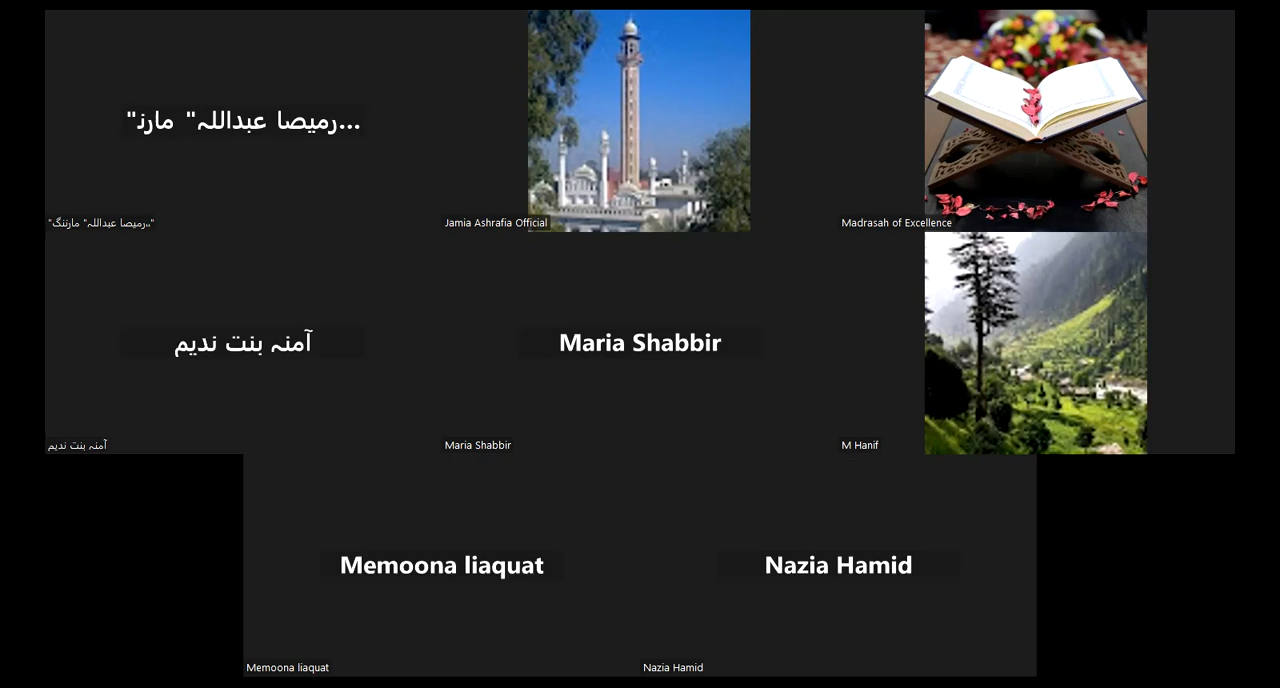 رمیصا عبداللہ" مارنـ"...
"رمیصا عبداللہ" مارننگ..."
Jamia Ashrafia Official
Madrasah of Excellence
آمنہ بنت ندیم
آمنہ بنت ندیم
Maria Shabbir
Maria Shabbir
M Hanif
Memoona liaquat
Memoona liaquat
Nazia Hamid
Nazia Hamid